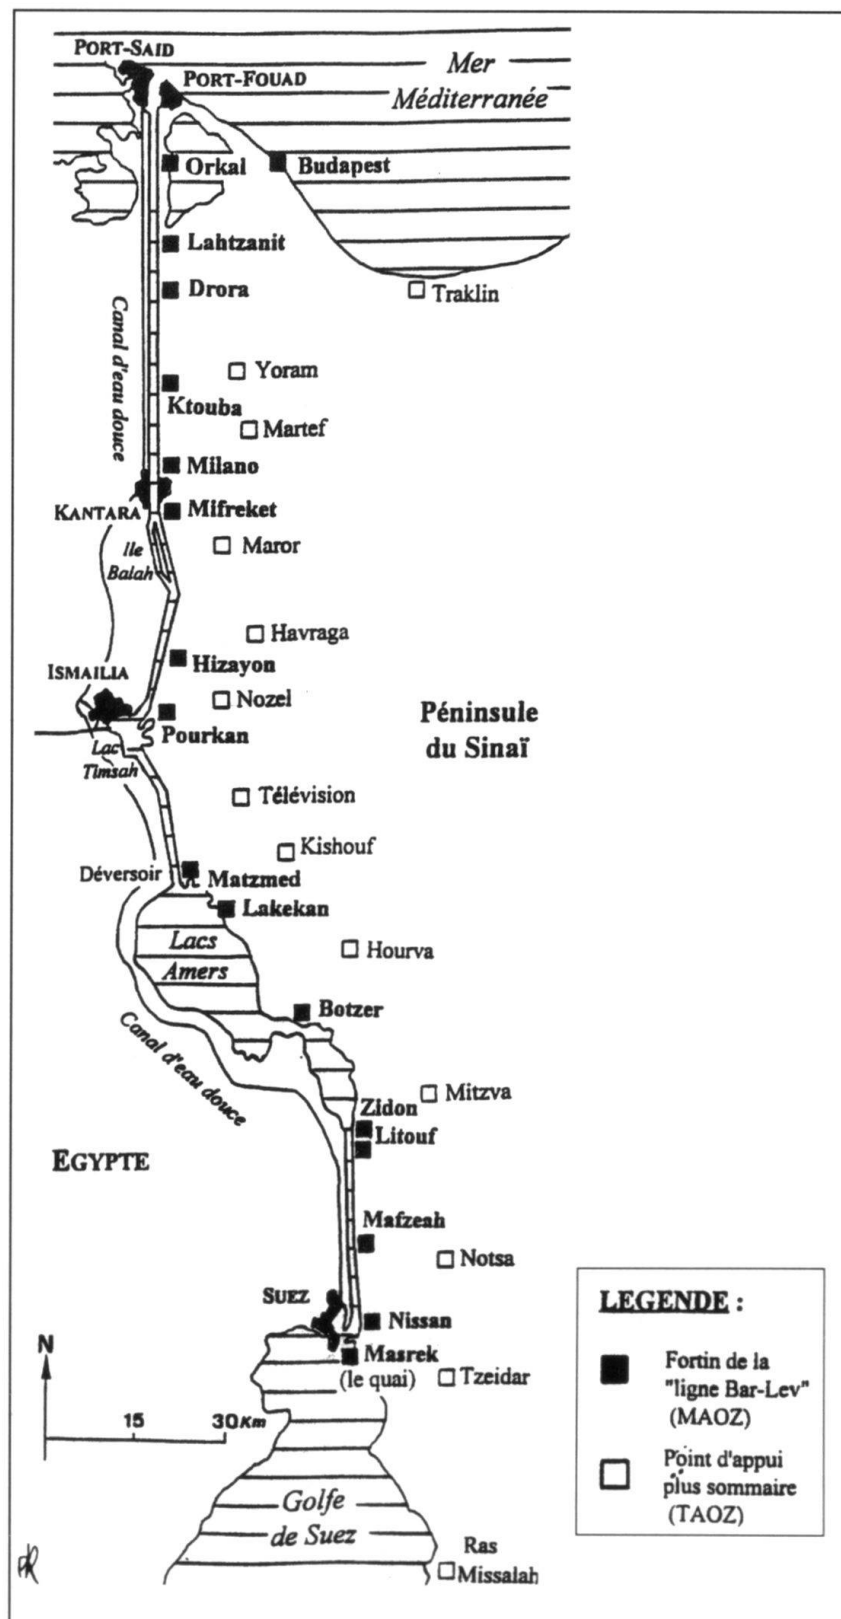 PORT-SAID
PORT-FOUAD
Mer
Méditerranée
Orkal
Budapest
Lahtzanit
Drora
Traklin
Canal d'eau douce
Yoram
Ktouba
Martef
Milano
KANTARA
Mifreket
Ile
Balah
Maror
Havraga
Hizayon
ISMAILIA
Nozel
Pourkan
Péninsule
du Sinaï
Lac
Timsah
Télévision
Kishouf
Déversoir
Matzmed
Lakekan
Lacs
Amers
Hourva
Botzer
Canal d'eau douce
Mitzva
Zidon
Litouf
EGYPTE
Mafzeah
Notsa
SUEZ
Nissan
Masrek
(le quai)
Tzeidar
N
15
30 Km
Golfe
de Suez
Ras
Missalah
LEGENDE :
Fortin de la
"ligne Bar-Lev"
(MAOZ)
Point d'appui
plus sommaire
(TAOZ)